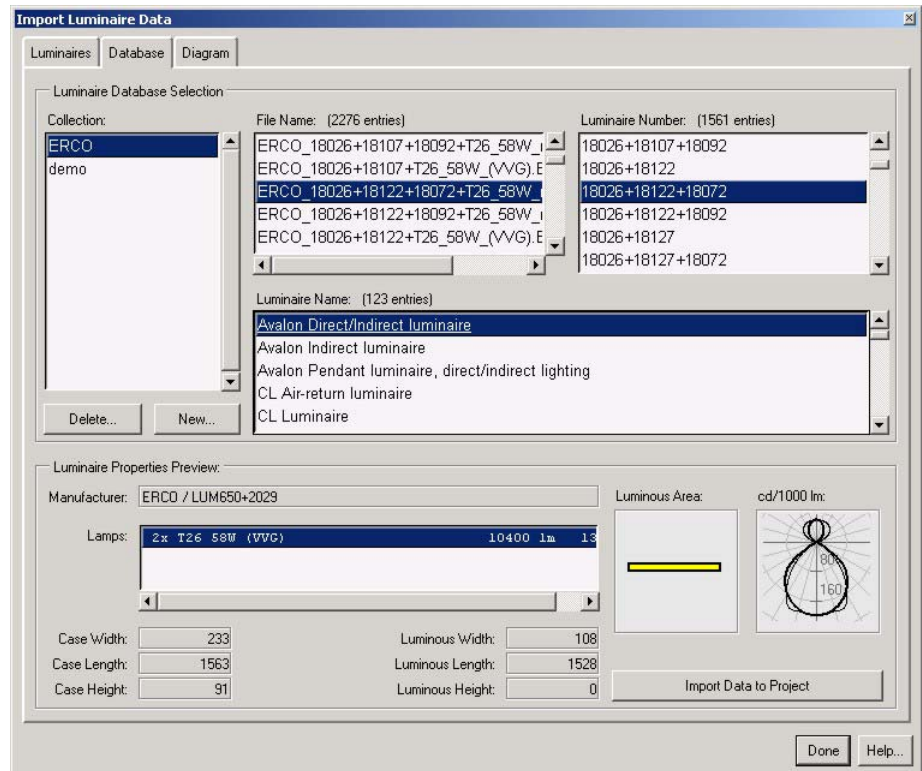 Import Luminaire Data
Luminaires Database Diagram
Luminaire Database Selection
Collection:
ERCO
demo
Delete... New...
File Name: (2276 entries)
ERCO_18026+18107+18092+T26_58W_(
ERCO_18026+18107+T26_58W_(VVG).E
ERCO_18026+18122+18072+T26_58W_(
ERCO_18026+18122+18092+T26_58W_(
ERCO_18026+18122+T26_58W_(VVG).E
Luminaire Number: (1561 entries)
18026+18107+18092
18026+18122
18026+18122+18072
18026+18122+18092
18026+18127
18026+18127+18072
Luminaire Name: (123 entries)
Avalon Direct/Indirect luminaire
Avalon Indirect luminaire
Avalon Pendant luminaire, direct/indirect lighting
CL Air-return luminaire
CL Luminaire
Luminaire Properties Preview:
Manufacturer: ERCO / LUM650+2029
Lamps: 2x T26 58W (VVG) 10400 lm 13
Case Width: 233
Case Length: 1563
Case Height: 91
Luminous Width: 108
Luminous Length: 1528
Luminous Height: 0
Luminous Area:
cd/1000 lm:
80
160
Import Data to Project
Done Help...